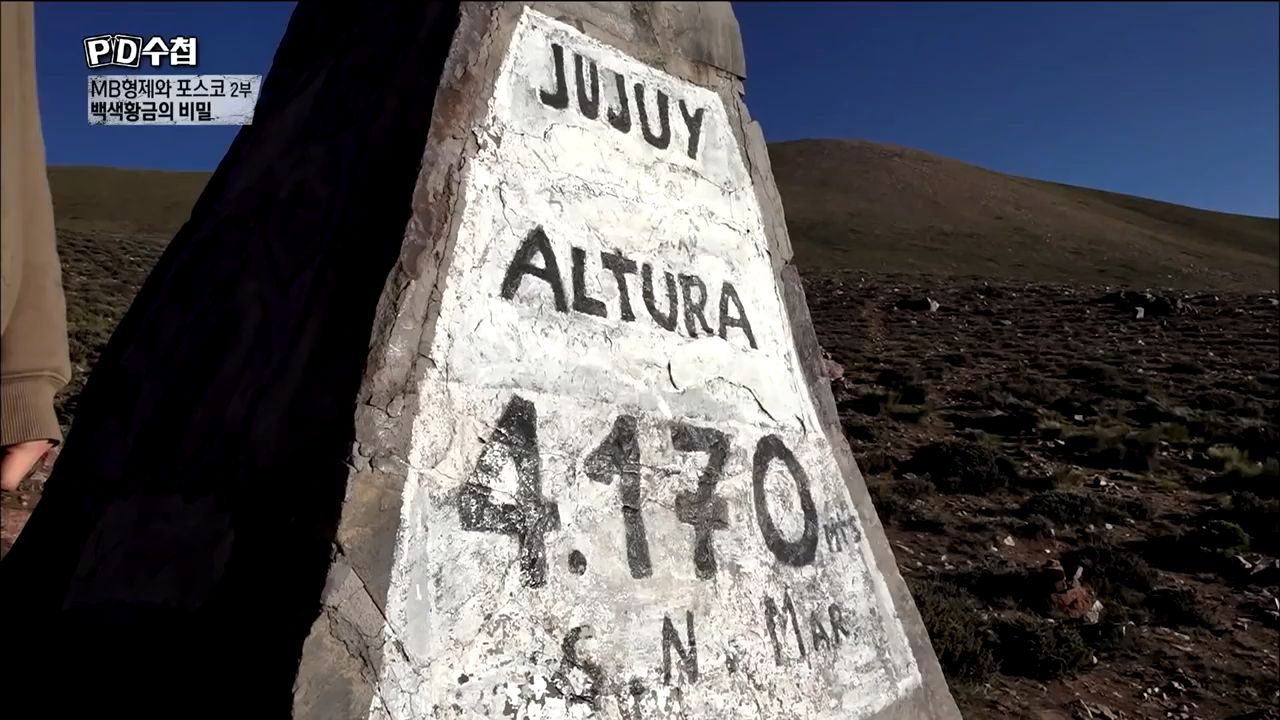 PD수첩
MB형제와 포스코 2부
백색황금의 비밀
JUJUY
ALTURA
4.170 mts
S.N.MAR